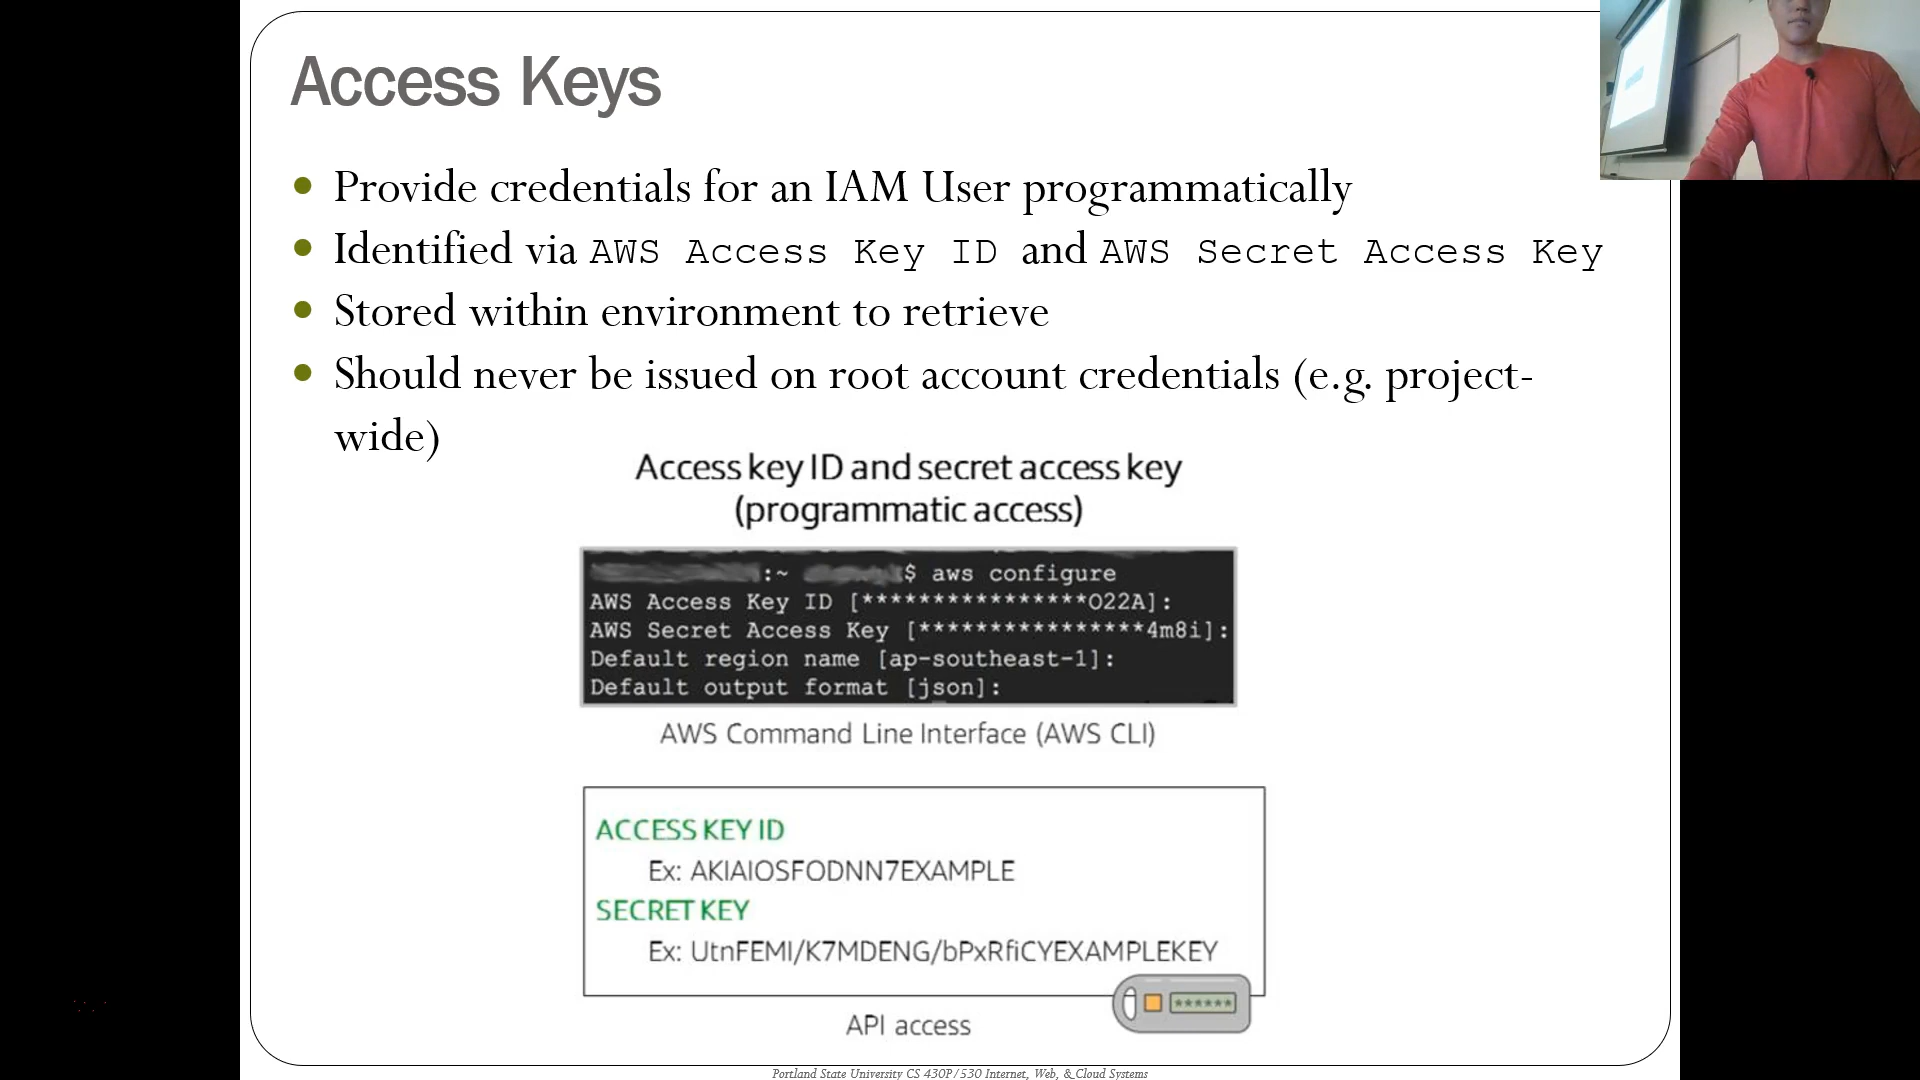 Access Keys
Provide credentials for an IAM User programmatically
Identified via AWS Access Key ID and AWS Secret Access Key
Stored within environment to retrieve
Should never be issued on root account credentials (e.g. project-
wide)
Access key ID and secret access key
(programmatic access)
:~ $ aws configure
AWS Access Key ID [****************O22A]:
AWS Secret Access Key [****************4m8i]:
Default region name [ap-southeast-1]:
Default output format [json]:
AWS Command Line Interface (AWS CLI)
ACCESS KEY ID
Ex: AKIAIOSFODNN7EXAMPLE
SECRET KEY
Ex: UtnFEMI/K7MDENG/bPxRfiCYEXAMPLEKEY
******
API access
Portland State University CS 430P/530 Internet, Web, & Cloud Systems